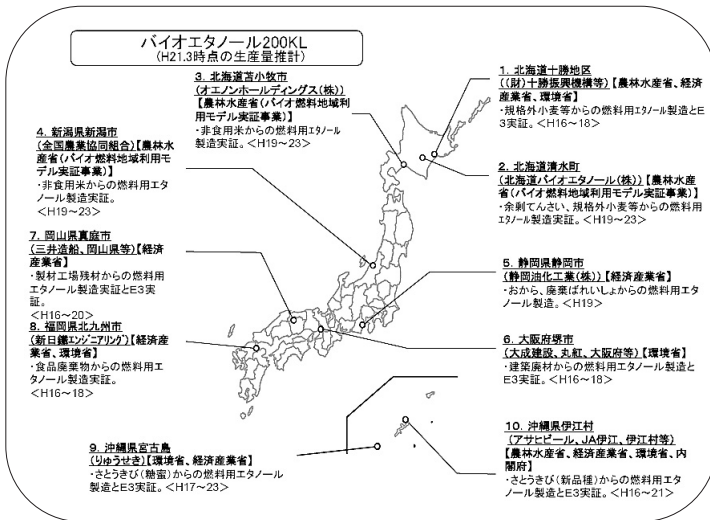 バイオエタノール200KL
(H21.3時点の生産量推計)
1. 北海道十勝地区
((財)十勝振興機構等)【農林水産省、経済
産業省、環境省】
・規格外小麦等からの燃料用エタノール製造とE
3実証。<H16~18>
2. 北海道清水町
(北海道バイオエタノール(株))【農林水産
省(バイオ燃料地域利用モデル実証事業)】
・余剰てんさい、規格外小麦等からの燃料用
エタノール製造実証。<H19~23>
3. 北海道苫小牧市
(オエノンホールディングス(株))
【農林水産省(バイオ燃料地域利
用モデル実証事業)】
・非食用米からの燃料用エタノール
製造実証。<H19~23>
4. 新潟県新潟市
(全国農業協同組合)【農林水
産省(バイオ燃料地域利用モ
デル実証事業)】
・非食用米からの燃料用エタ
ノール製造実証。
<H19~23>
5. 静岡県静岡市
(静岡油化工業(株))【経済産業省】
・おから、廃棄ばれいしょからの燃料用エタ
ノール製造。<H19>
6. 大阪府堺市
(大成建設、丸紅、大阪府等)【環境省】
・建築廃材からの燃料用エタノール製造と
E3実証。<H16~18>
7. 岡山県真庭市
(三井造船、岡山県等)【経済
産業省】
・製材工場残材からの燃料用
エタノール製造実証とE3実
証。
<H16~20>
8. 福岡県北九州市
(新日鐵エンジニアリング)【経済産
業省、環境省】
・食品廃棄物からの燃料用エ
タノール製造実証。
<H16~18>
9. 沖縄県宮古島
(りゅうせき)【環境省、経済産業省】
・さとうきび(糖蜜)からの燃料用エタノール
製造とE3実証。<H17~23>
10. 沖縄県伊江村
(アサヒビール、JA伊江、伊江村等)
【農林水産省、経済産業省、環境省、内
閣府】
・さとうきび(新品種)からの燃料用エタ
ノール製造とE3実証。<H16~21>